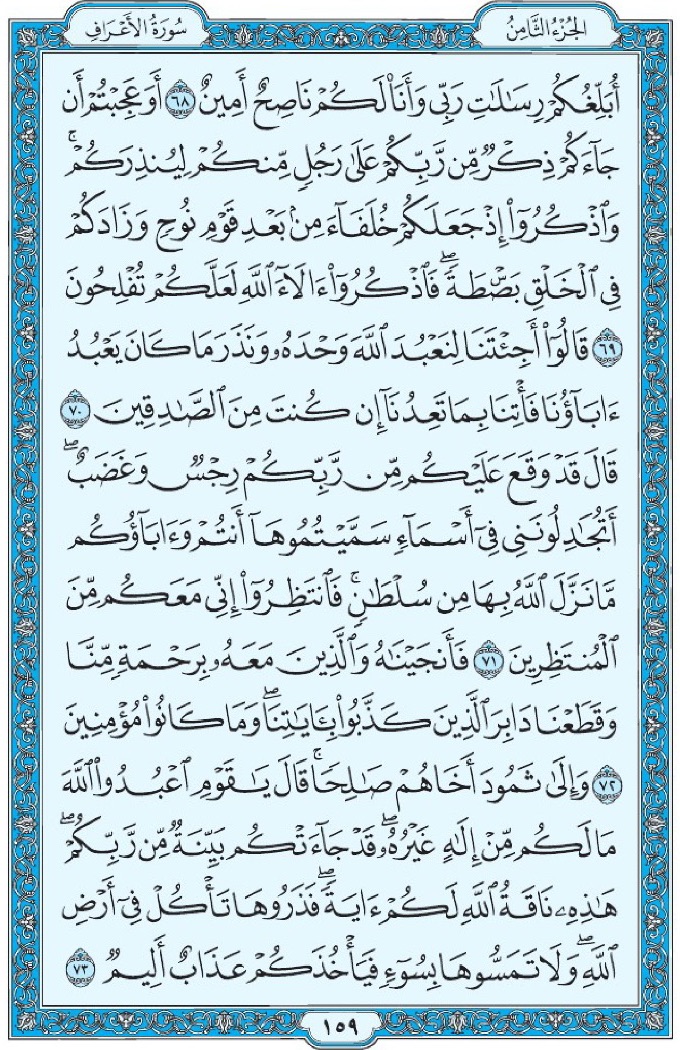 الجُزْءُ الثَّامِنُ
سُورَةُ الأَعْرَافِ
أُبَلِّغُكُمْ رِسَٰلَٰتِ رَبِّي وَأَنَا۠ لَكُمْ نَاصِحٌ أَمِينٌ ٦٨ أَوَعَجِبْتُمْ أَن
جَآءَكُمْ ذِكْرٌ مِّن رَّبِّكُمْ عَلَىٰ رَجُلٍ مِّنكُمْ لِيُنذِرَكُمْ ۚ
وَٱذْكُرُوٓا۟ إِذْ جَعَلَكُمْ خُلَفَآءَ مِنۢ بَعْدِ قَوْمِ نُوحٍ وَزَادَكُمْ
فِى ٱلْخَلْقِ بَصْۜطَةً ۖ فَٱذْكُرُوٓا۟ ءَالَآءَ ٱللَّهِ لَعَلَّكُمْ تُفْلِحُونَ
٦٩ قَالُوٓا۟ أَجِئْتَنَا لِنَعْبُدَ ٱللَّهَ وَحْدَهُۥ وَنَذَرَ مَا كَانَ يَعْبُدُ
ءَابَآؤُنَا فَأْتِنَا بِمَا تَعِدُنَآ إِن كُنتَ مِنَ ٱلصَّٰدِقِينَ ٧٠
قَالَ قَدْ وَقَعَ عَلَيْكُم مِّن رَّبِّكُمْ رِجْسٌ وَغَضَبٌ ۖ
أَتُجَٰدِلُونَنِى فِىٓ أَسْمَآءٍ سَمَّيْتُمُوهَآ أَنتُمْ وَءَابَآؤُكُم
مَّا نَزَّلَ ٱللَّهُ بِهَا مِن سُلْطَٰنٍ ۚ فَٱنتَظِرُوٓا۟ إِنِّى مَعَكُم مِّنَ
ٱلْمُنتَظِرِينَ ٧١ فَأَنجَيْنَٰهُ وَٱلَّذِينَ مَعَهُۥ بِرَحْمَةٍ مِّنَّا
وَقَطَعْنَا دَابِرَ ٱلَّذِينَ كَذَّبُوا۟ بِـَٔايَٰتِنَا ۖ وَمَا كَانُوا۟ مُؤْمِنِينَ
٧٢ وَإِلَىٰ ثَمُودَ أَخَاهُمْ صَٰلِحًا ۗ قَالَ يَٰقَوْمِ ٱعْبُدُوا۟ ٱللَّهَ
مَا لَكُم مِّنْ إِلَٰهٍ غَيْرُهُۥ ۖ قَدْ جَآءَتْكُم بَيِّنَةٌ مِّن رَّبِّكُمْ ۖ
هَٰذِهِۦ نَاقَةُ ٱللَّهِ لَكُمْ ءَايَةً ۖ فَذَرُوهَا تَأْكُلْ فِىٓ أَرْضِ
ٱللَّهِ ۖ وَلَا تَمَسُّوهَا بِسُوٓءٍ فَيَأْخُذَكُمْ عَذَابٌ أَلِيمٌ ٧٣
١٥٩